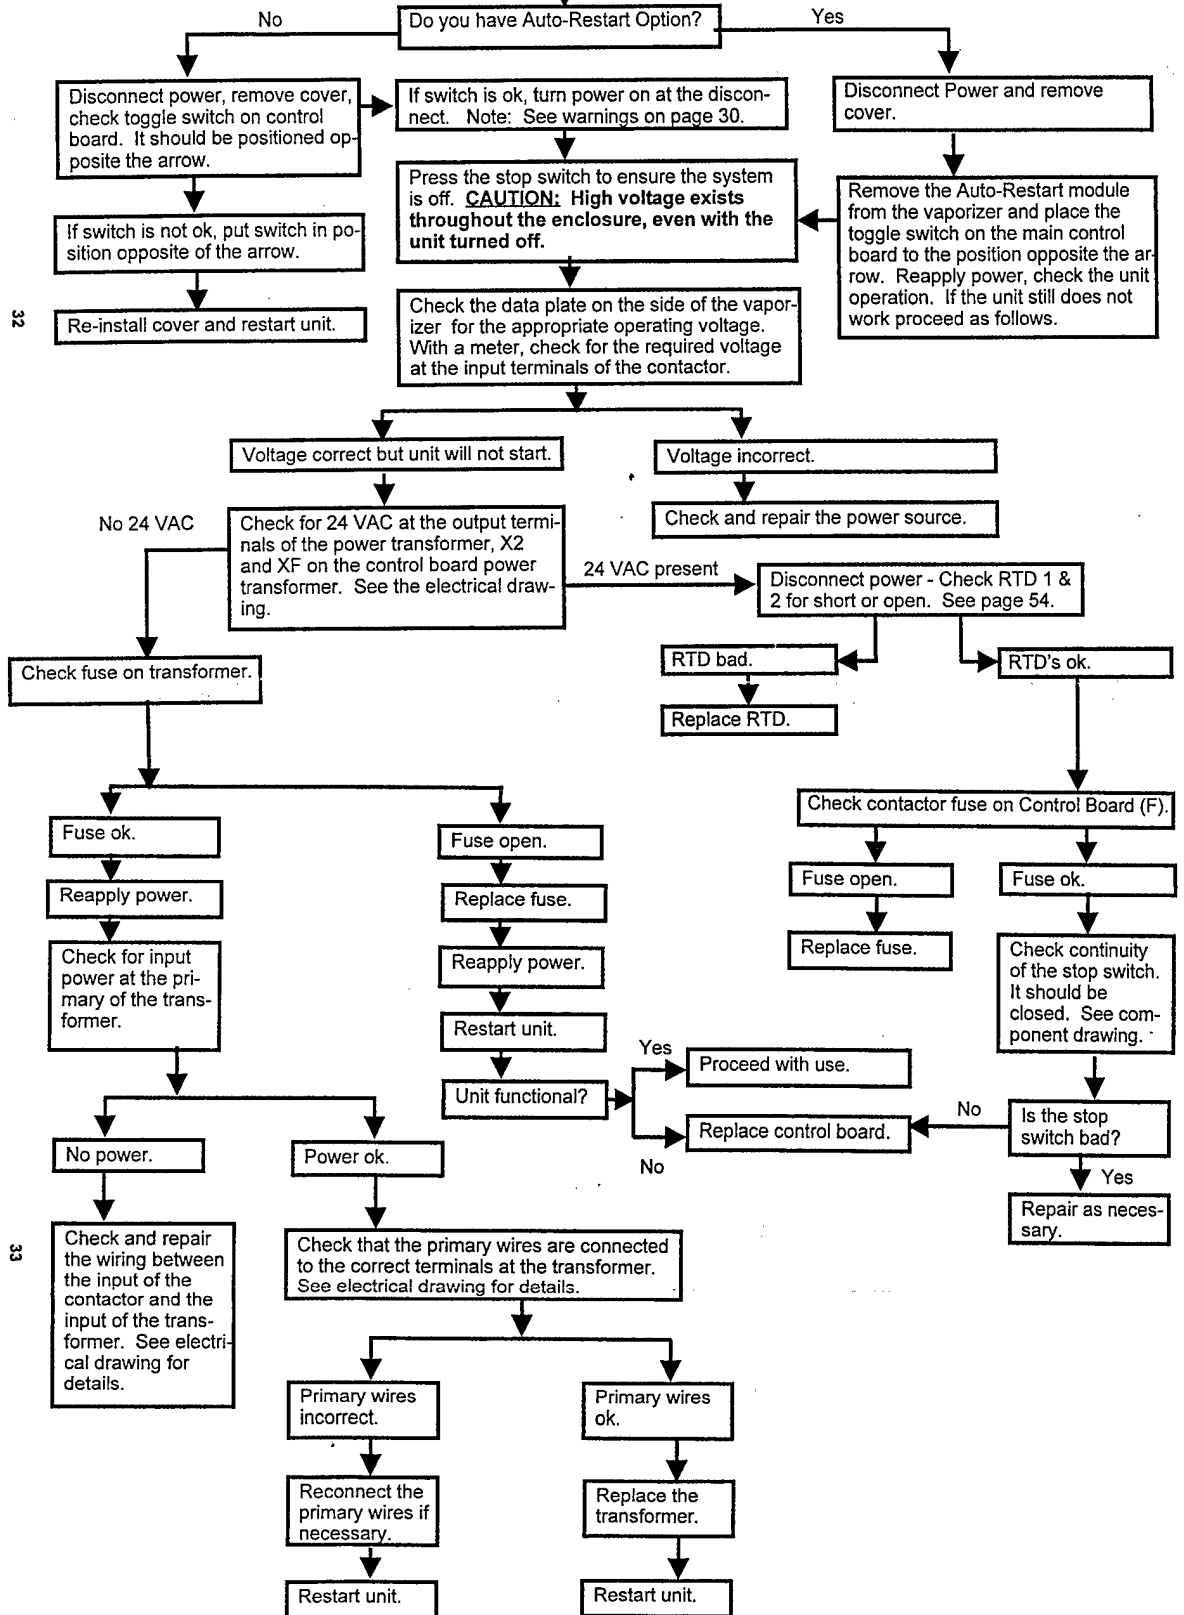 Do you have Auto-Restart Option?
No
Yes
Disconnect power, remove cover,
check toggle switch on control
board. It should be positioned op-
posite the arrow.
If switch is ok, turn power on at the discon-
nect. Note: See warnings on page 30.
Disconnect Power and remove
cover.
Press the stop switch to ensure the system
is off. CAUTION: High voltage exists
throughout the enclosure, even with the
unit turned off.
Remove the Auto-Restart module
from the vaporizer and place the
toggle switch on the main control
board to the position opposite the ar-
row. Reapply power, check the unit
operation. If the unit still does not
work proceed as follows.
If switch is not ok, put switch in po-
sition opposite of the arrow.
Re-install cover and restart unit.
32
Check the data plate on the side of the vapor-
izer for the appropriate operating voltage.
With a meter, check for the required voltage
at the input terminals of the contactor.
Voltage correct but unit will not start.
Voltage incorrect.
Check and repair the power source.
No 24 VAC
Check for 24 VAC at the output termi-
nals of the power transformer, X2
and XF on the control board power
transformer. See the electrical draw-
ing.
24 VAC present
Disconnect power - Check RTD 1 &
2 for short or open. See page 54.
RTD bad.
RTD's ok.
Replace RTD.
Check fuse on transformer.
Check contactor fuse on Control Board (F).
Fuse ok.
Fuse open.
Fuse open.
Fuse ok.
Reapply power.
Replace fuse.
Replace fuse.
Check for input
power at the pri-
mary of the trans-
former.
Reapply power.
Check continuity
of the stop switch.
It should be
closed. See com-
ponent drawing.
Restart unit.
Unit functional?
Yes
Proceed with use.
No
Replace control board.
No
Is the stop
switch bad?
Yes
Repair as neces-
sary.
No power.
Power ok.
33
Check and repair
the wiring between
the input of the
contactor and the
input of the trans-
former. See electri-
cal drawing for
details.
Check that the primary wires are connected
to the correct terminals at the transformer.
See electrical drawing for details.
Primary wires
incorrect.
Primary wires
ok.
Reconnect the
primary wires if
necessary.
Replace the
transformer.
Restart unit.
Restart unit.